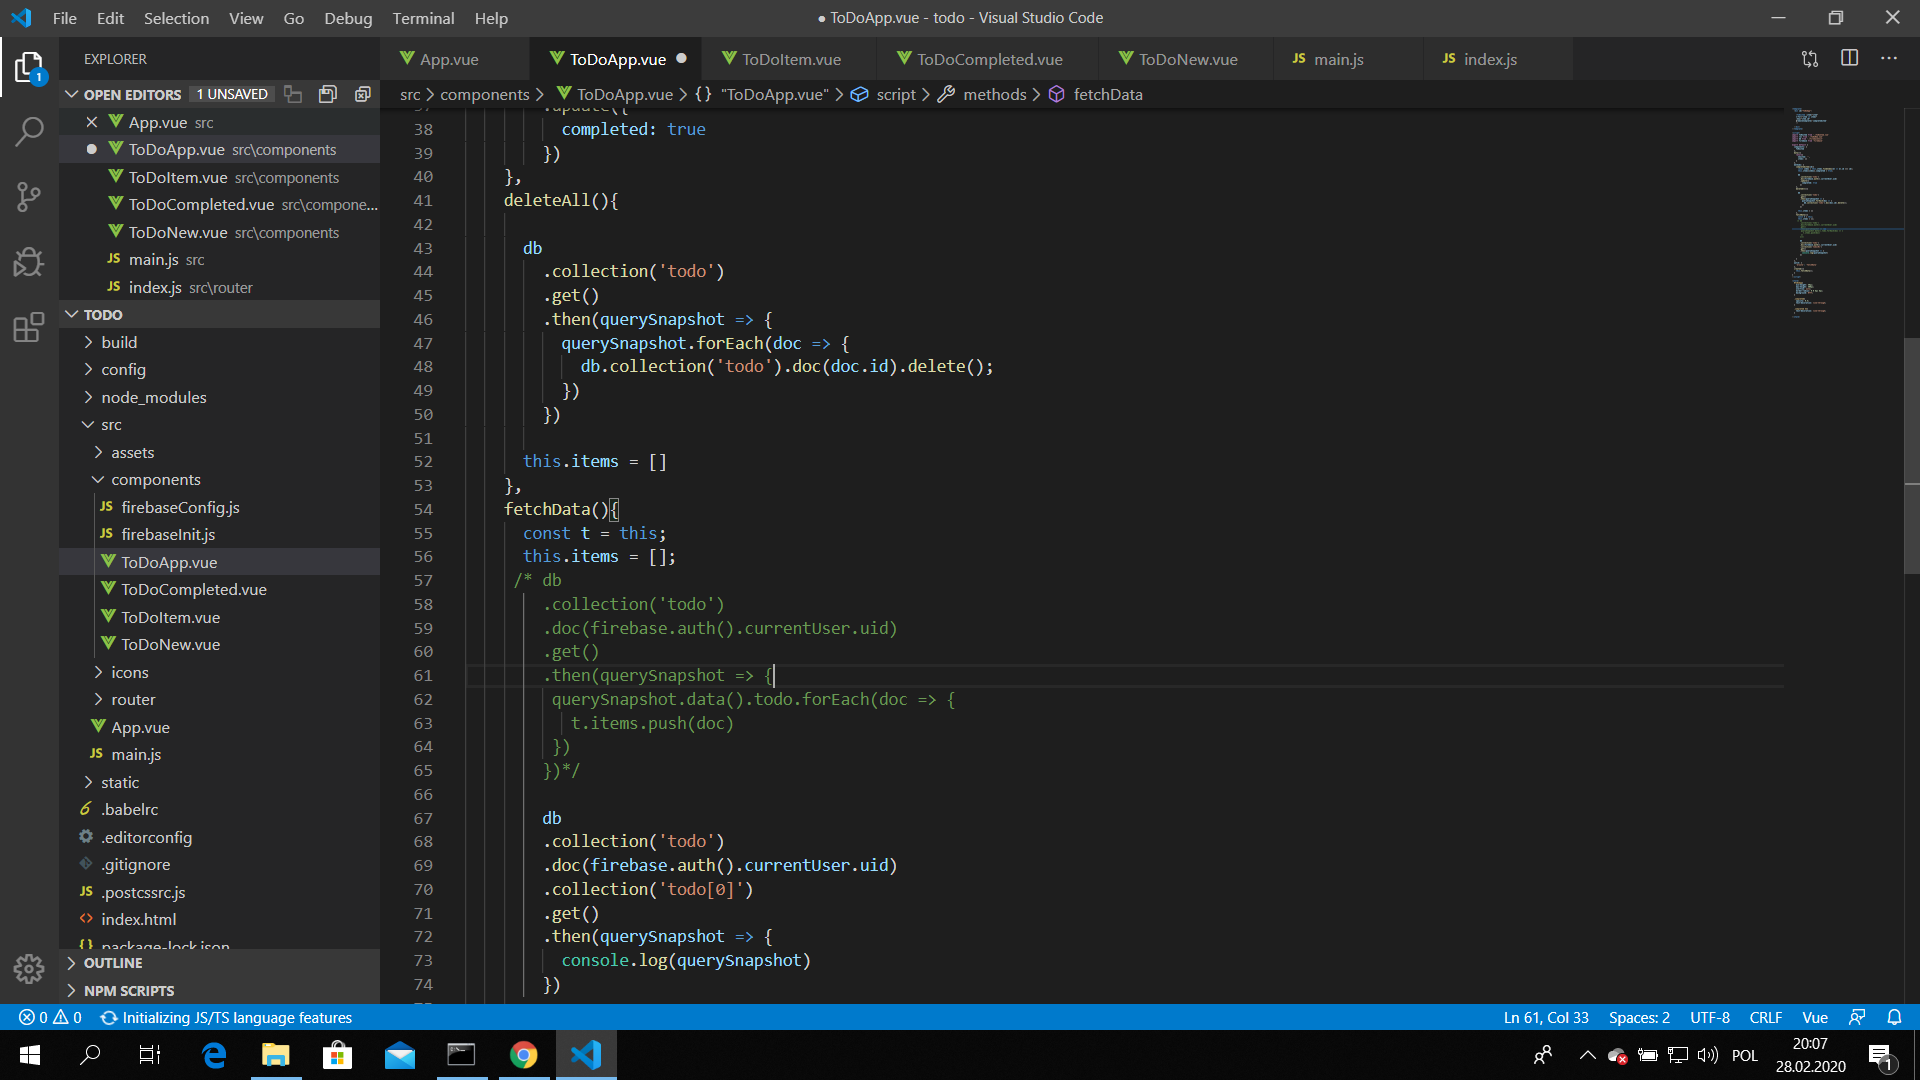 File Edit Selection View Go Debug Terminal Help
● ToDoApp.vue - todo - Visual Studio Code
EXPLORER
App.vue
ToDoApp.vue
ToDoItem.vue
ToDoCompleted.vue
ToDoNew.vue
JS main.js
JS index.js
OPEN EDITORS 1 UNSAVED
src > components > ToDoApp.vue > {} "ToDoApp.vue" > script > methods > fetchData
App.vue src
ToDoApp.vue src\components
ToDoItem.vue src\components
ToDoCompleted.vue src\compone...
ToDoNew.vue src\components
JS main.js src
JS index.js src\router
TODO
build
config
node_modules
src
assets
components
JS firebaseConfig.js
JS firebaseInit.js
ToDoApp.vue
ToDoCompleted.vue
ToDoItem.vue
ToDoNew.vue
icons
router
App.vue
JS main.js
static
.babelrc
.editorconfig
.gitignore
JS .postcssrc.js
<> index.html
{} package-lock.json
OUTLINE
NPM SCRIPTS
37 .update({
38 completed: true
39 })
40 },
41 deleteAll(){
42
43 db
44 .collection('todo')
45 .get()
46 .then(querySnapshot => {
47 querySnapshot.forEach(doc => {
48 db.collection('todo').doc(doc.id).delete();
49 })
50 })
51
52 this.items = []
53 },
54 fetchData(){
55 const t = this;
56 this.items = [];
57 /* db
58 .collection('todo')
59 .doc(firebase.auth().currentUser.uid)
60 .get()
61 .then(querySnapshot => {
62 querySnapshot.data().todo.forEach(doc => {
63 t.items.push(doc)
64 })
65 })*/
66
67 db
68 .collection('todo')
69 .doc(firebase.auth().currentUser.uid)
70 .collection('todo[0]')
71 .get()
72 .then(querySnapshot => {
73 console.log(querySnapshot)
74 })
0 0 Initializing JS/TS language features
Ln 61, Col 33 Spaces: 2 UTF-8 CRLF Vue
POL
20:07
28.02.2020
1